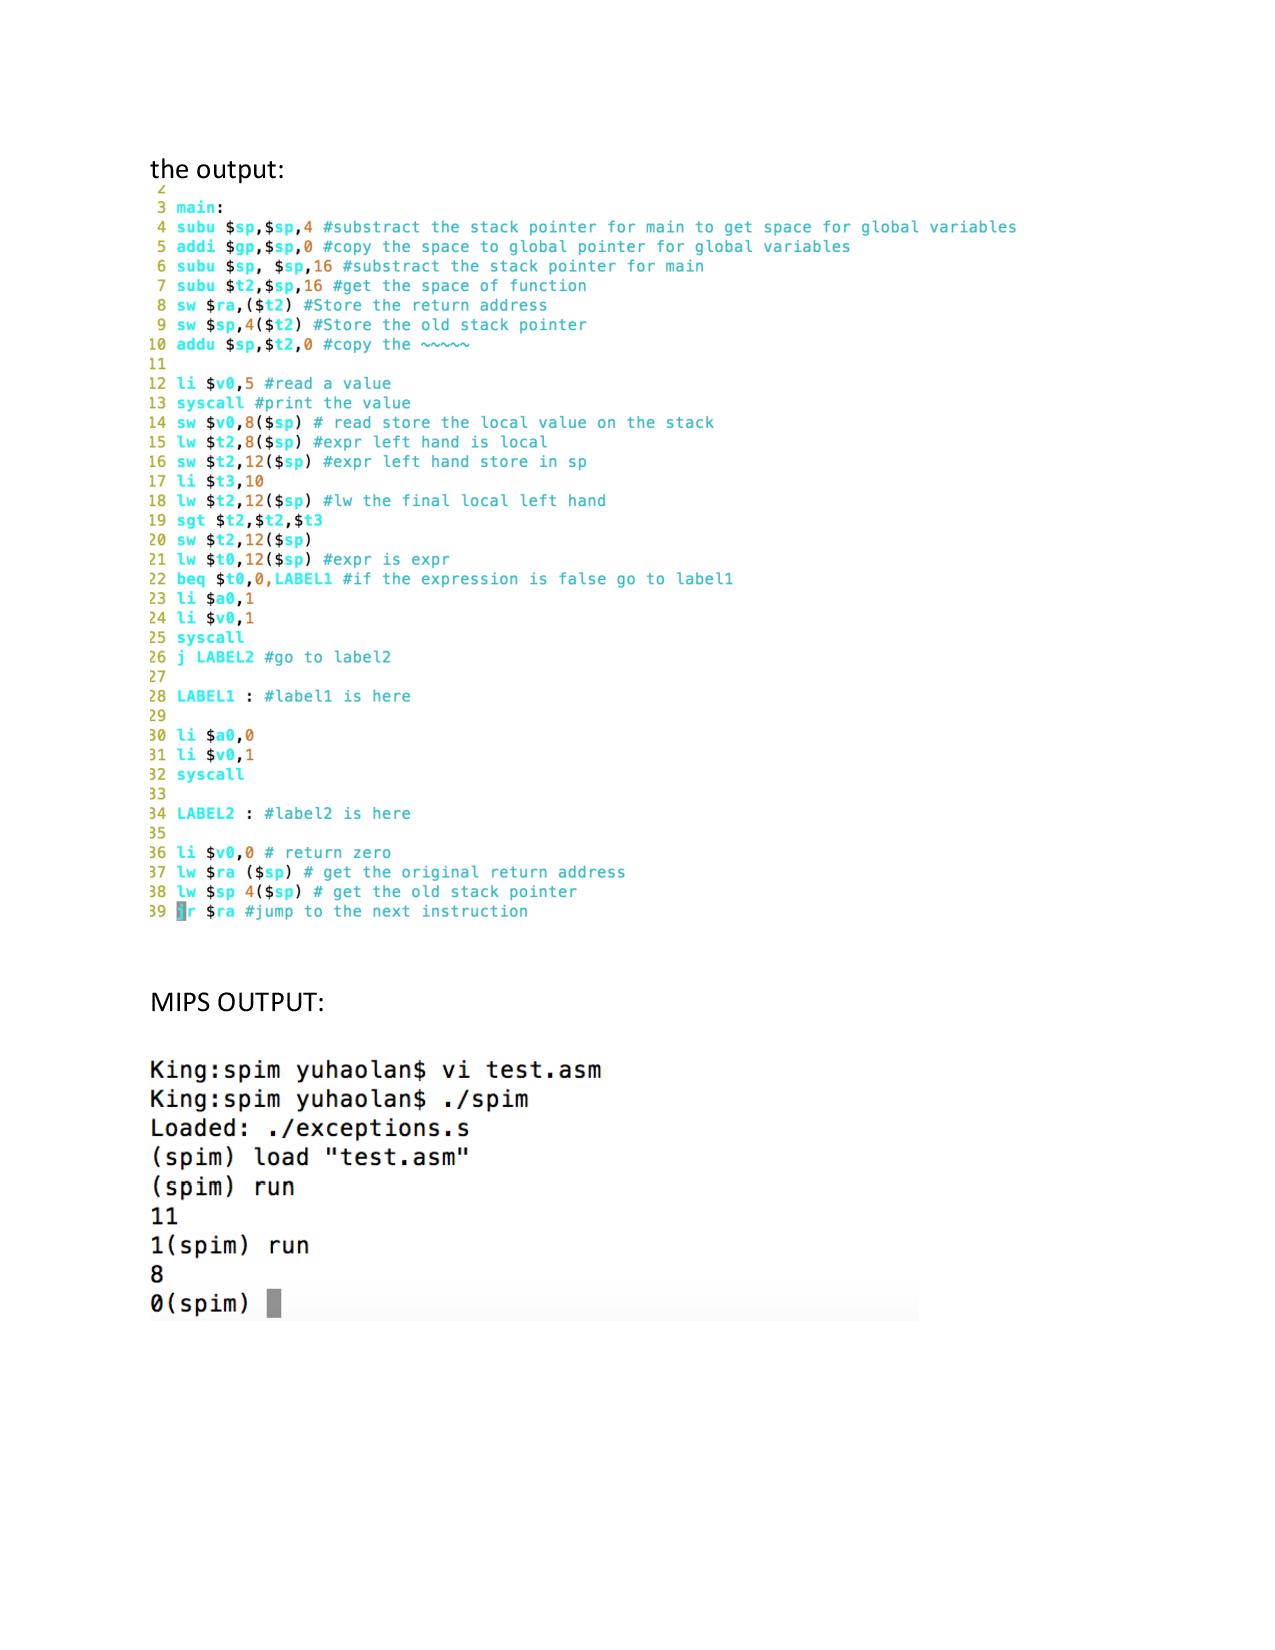 the output:
2
3 main:
4 subu $sp,$sp,4 #substract the stack pointer for main to get space for global variables
5 addi $gp,$sp,0 #copy the space to global pointer for global variables
6 subu $sp, $sp,16 #substract the stack pointer for main
7 subu $t2,$sp,16 #get the space of function
8 sw $ra,($t2) #Store the return address
9 sw $sp,4($t2) #Store the old stack pointer
10 addu $sp,$t2,0 #copy the ~~~~~
11
12 li $v0,5 #read a value
13 syscall #print the value
14 sw $v0,8($sp) # read store the local value on the stack
15 lw $t2,8($sp) #expr left hand is local
16 sw $t2,12($sp) #expr left hand store in sp
17 li $t3,10
18 lw $t2,12($sp) #lw the final local left hand
19 sgt $t2,$t2,$t3
20 sw $t2,12($sp)
21 lw $t0,12($sp) #expr is expr
22 beq $t0,0,LABEL1 #if the expression is false go to label1
23 li $a0,1
24 li $v0,1
25 syscall
26 j LABEL2 #go to label2
27
28 LABEL1 : #label1 is here
29
30 li $a0,0
31 li $v0,1
32 syscall
33
34 LABEL2 : #label2 is here
35
36 li $v0,0 # return zero
37 lw $ra ($sp) # get the original return address
38 lw $sp 4($sp) # get the old stack pointer
39 jr $ra #jump to the next instruction
MIPS OUTPUT:
King:spim yuhaolan$ vi test.asm
King:spim yuhaolan$ ./spim
Loaded: ./exceptions.s
(spim) load "test.asm"
(spim) run
11
1(spim) run
8
0(spim)